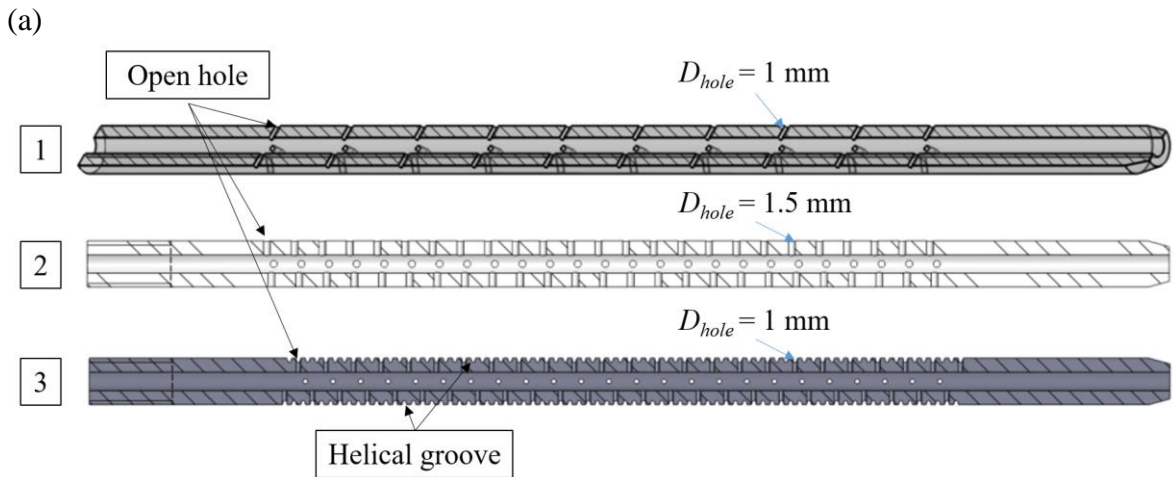 (a)
Open hole
D_hole = 1 mm
1
D_hole = 1.5 mm
2
D_hole = 1 mm
3
Helical groove